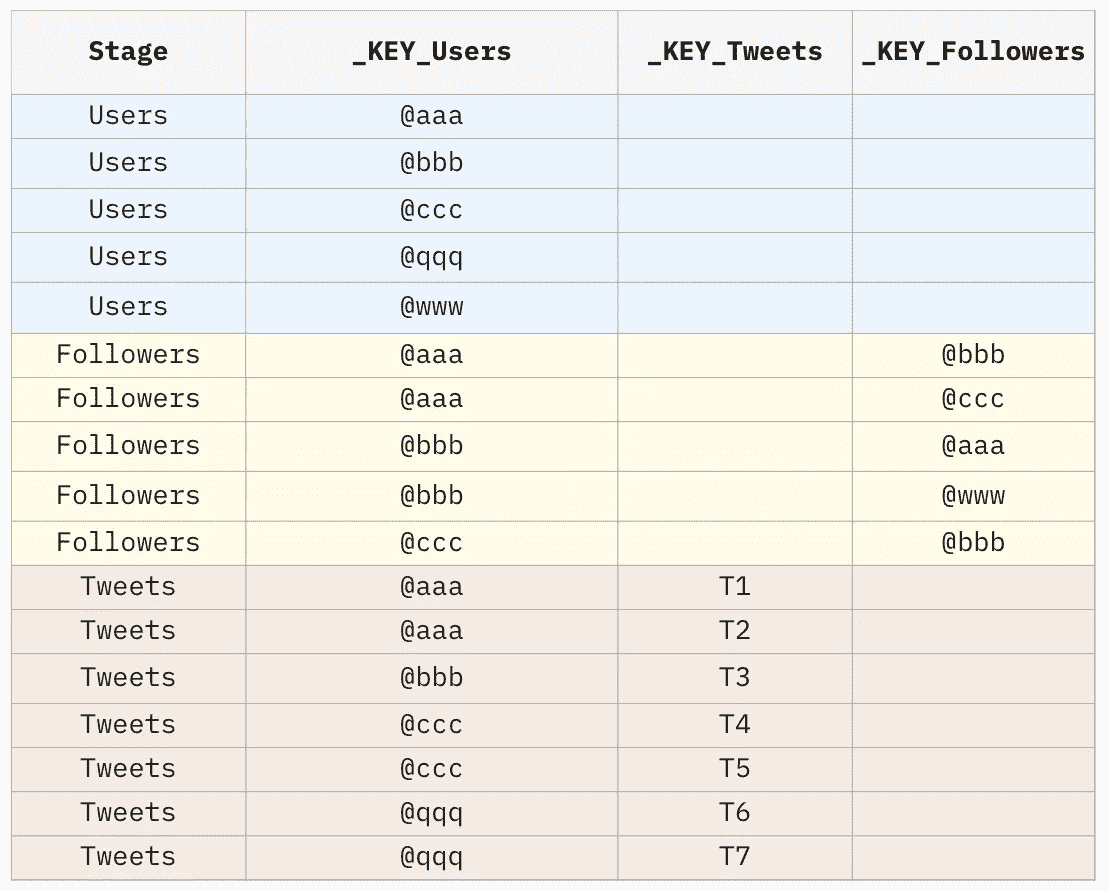 Stage _KEY_Users _KEY_Tweets _KEY_Followers
Users @aaa
Users @bbb
Users @ccc
Users @qqq
Users @www
Followers @aaa @bbb
Followers @aaa @ccc
Followers @bbb @aaa
Followers @bbb @www
Followers @ccc @bbb
Tweets @aaa T1
Tweets @aaa T2
Tweets @bbb T3
Tweets @ccc T4
Tweets @ccc T5
Tweets @qqq T6
Tweets @qqq T7